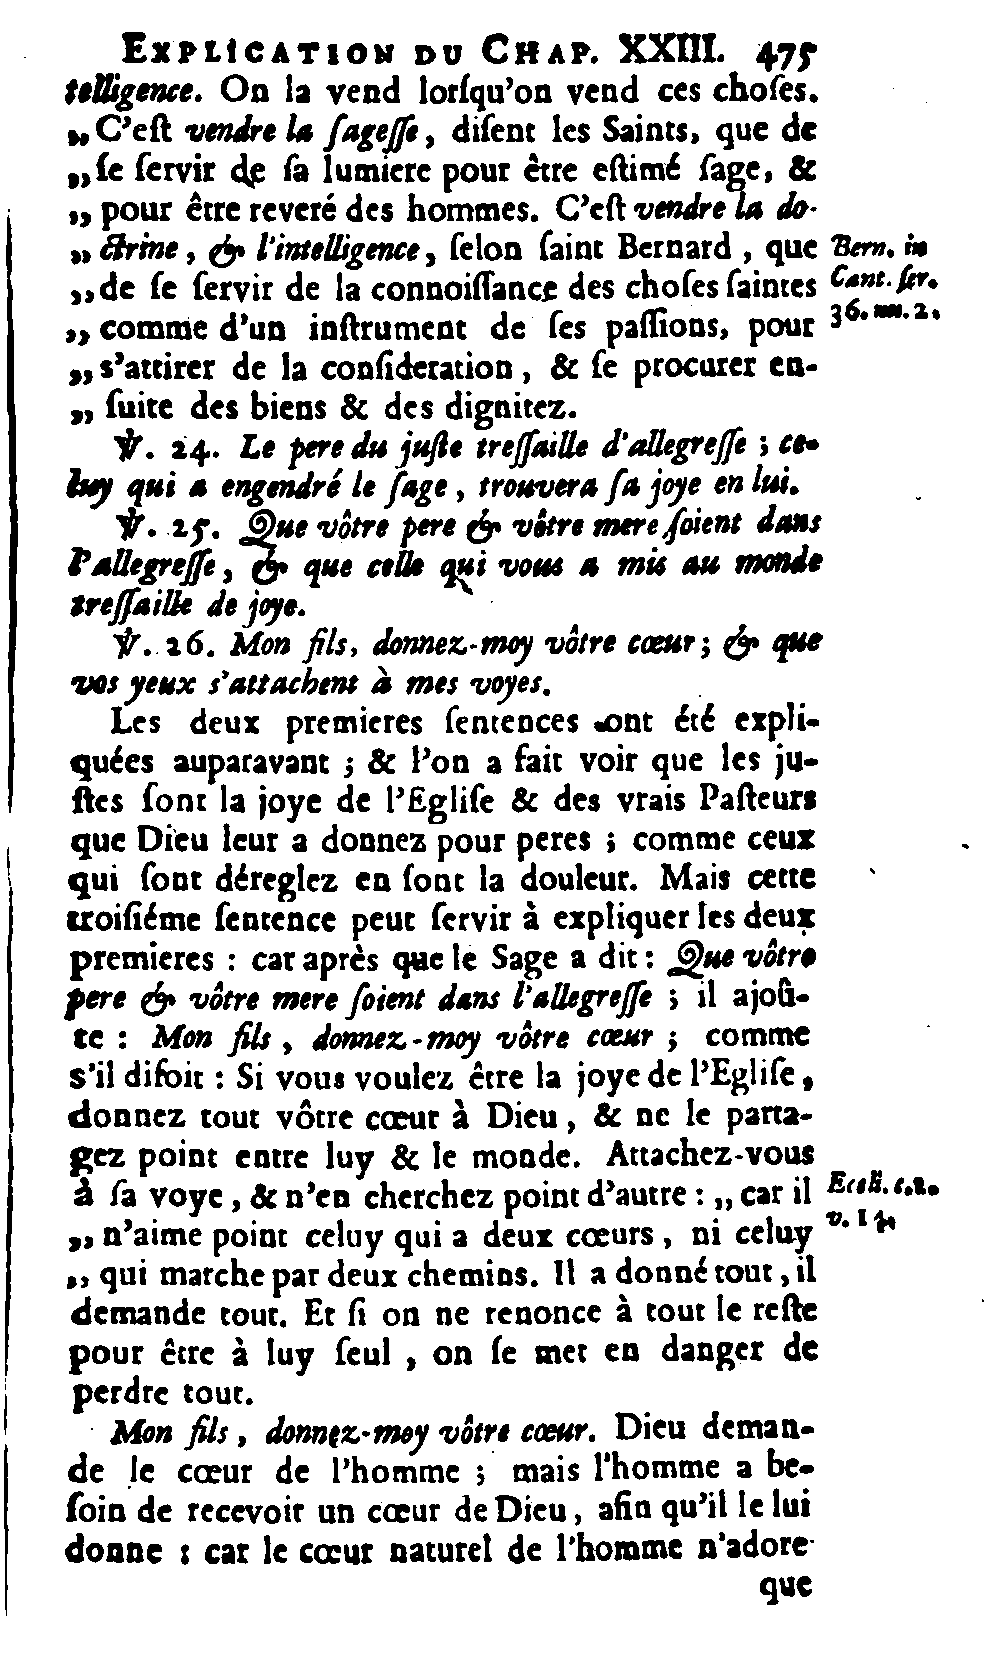 EXPLICATION DU CHAP. XXIII. 475
telligence. On la vend lorſqu'on vend ces choſes.
„ C'eſt vendre la ſageſſe, diſent les Saints, que de
„ ſe ſervir de ſa lumiere pour être eſtimé ſage, &
„ pour être reveré des hommes. C'eſt vendre la do-
„ ctrine, & l'intelligence, ſelon ſaint Bernard, que
Bern. in
„ de ſe ſervir de la connoiſſance des choſes ſaintes
Cant. ſer.
„ comme d'un inſtrument de ſes paſſions, pour
36. nu. 2.
„ s'attirer de la conſideration, & ſe procurer en-
„ ſuite des biens & des dignitez.
℣. 24. Le pere du juſte treſſaille d'allegreſſe; ce-
luy qui a engendré le ſage, trouvera ſa joye en lui.
℣. 25. Que vôtre pere & vôtre mere ſoient dans
l'allegreſſe, & que celle qui vous a mis au monde
treſſaille de joye.
℣. 26. Mon fils, donnez-moy vôtre cœur; & que
vos yeux s'attachent à mes voyes.
Les deux premieres ſentences ont été expli-
quées auparavant; & l'on a fait voir que les ju-
ſtes ſont la joye de l'Egliſe & des vrais Paſteurs
que Dieu leur a donnez pour peres; comme ceux
qui ſont déreglez en ſont la douleur. Mais cette
troiſiéme ſentence peut ſervir à expliquer les deux
premieres: car après que le Sage a dit: Que vôtre
pere & vôtre mere ſoient dans l'allegreſſe; il ajoû-
te: Mon fils, donnez-moy vôtre cœur; comme
s'il diſoit: Si vous voulez être la joye de l'Egliſe,
donnez tout vôtre cœur à Dieu, & ne le parta-
gez point entre luy & le monde. Attachez-vous
à ſa voye, & n'en cherchez point d'autre: „ car il
Eccli. c. 2.
„ n'aime point celuy qui a deux cœurs, ni celuy
v. 14.
„ qui marche par deux chemins. Il a donné tout, il
demande tout. Et ſi on ne renonce à tout le reſte
pour être à luy ſeul, on ſe met en danger de
perdre tout.
Mon fils, donnez-moy vôtre cœur. Dieu deman-
de le cœur de l'homme; mais l'homme a be-
ſoin de recevoir un cœur de Dieu, afin qu'il le lui
donne: car le cœur naturel de l'homme n'adore
que